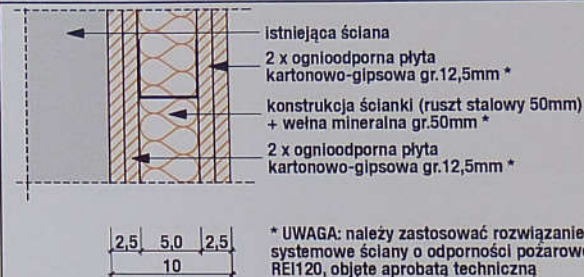 istniejąca ściana
2 x ognioodporna płyta
kartonowo-gipsowa gr.12,5mm *
konstrukcja ścianki (ruszt stalowy 50mm)
+ wełna mineralna gr.50mm *
2 x ognioodporna płyta
kartonowo-gipsowa gr.12,5mm *
2,5 5,0 2,5
10
* UWAGA: należy zastosować rozwiązanie
systemowe ściany o odporności pożarowe
REI120, objęte aprobatą techniczną